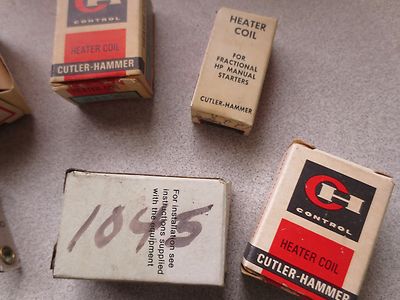 CH
CONTROL
HEATER COIL
CUTLER-HAMMER
HEATER
COIL
FOR
FRACTIONAL
HP MANUAL
STARTERS
CUTLER-HAMMER
1045
For installation see
instructions supplied
with the equipment
CH
CONTROL
HEATER COIL
CUTLER-HAMMER